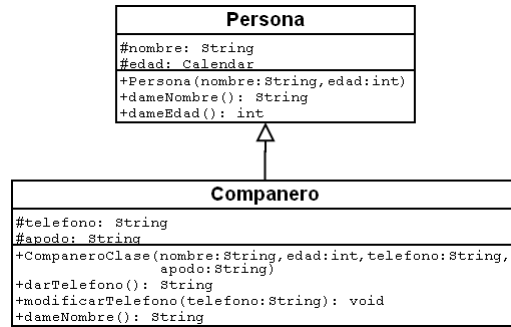 Persona
#nombre: String
#edad: Calendar
+Persona(nombre:String,edad:int)
+dameNombre(): String
+dameEdad(): int
Companero
#telefono: String
#apodo: String
+CompaneroClase(nombre:String,edad:int,telefono:String,
apodo:String)
+darTelefono(): String
+modificarTelefono(telefono:String): void
+dameNombre(): String